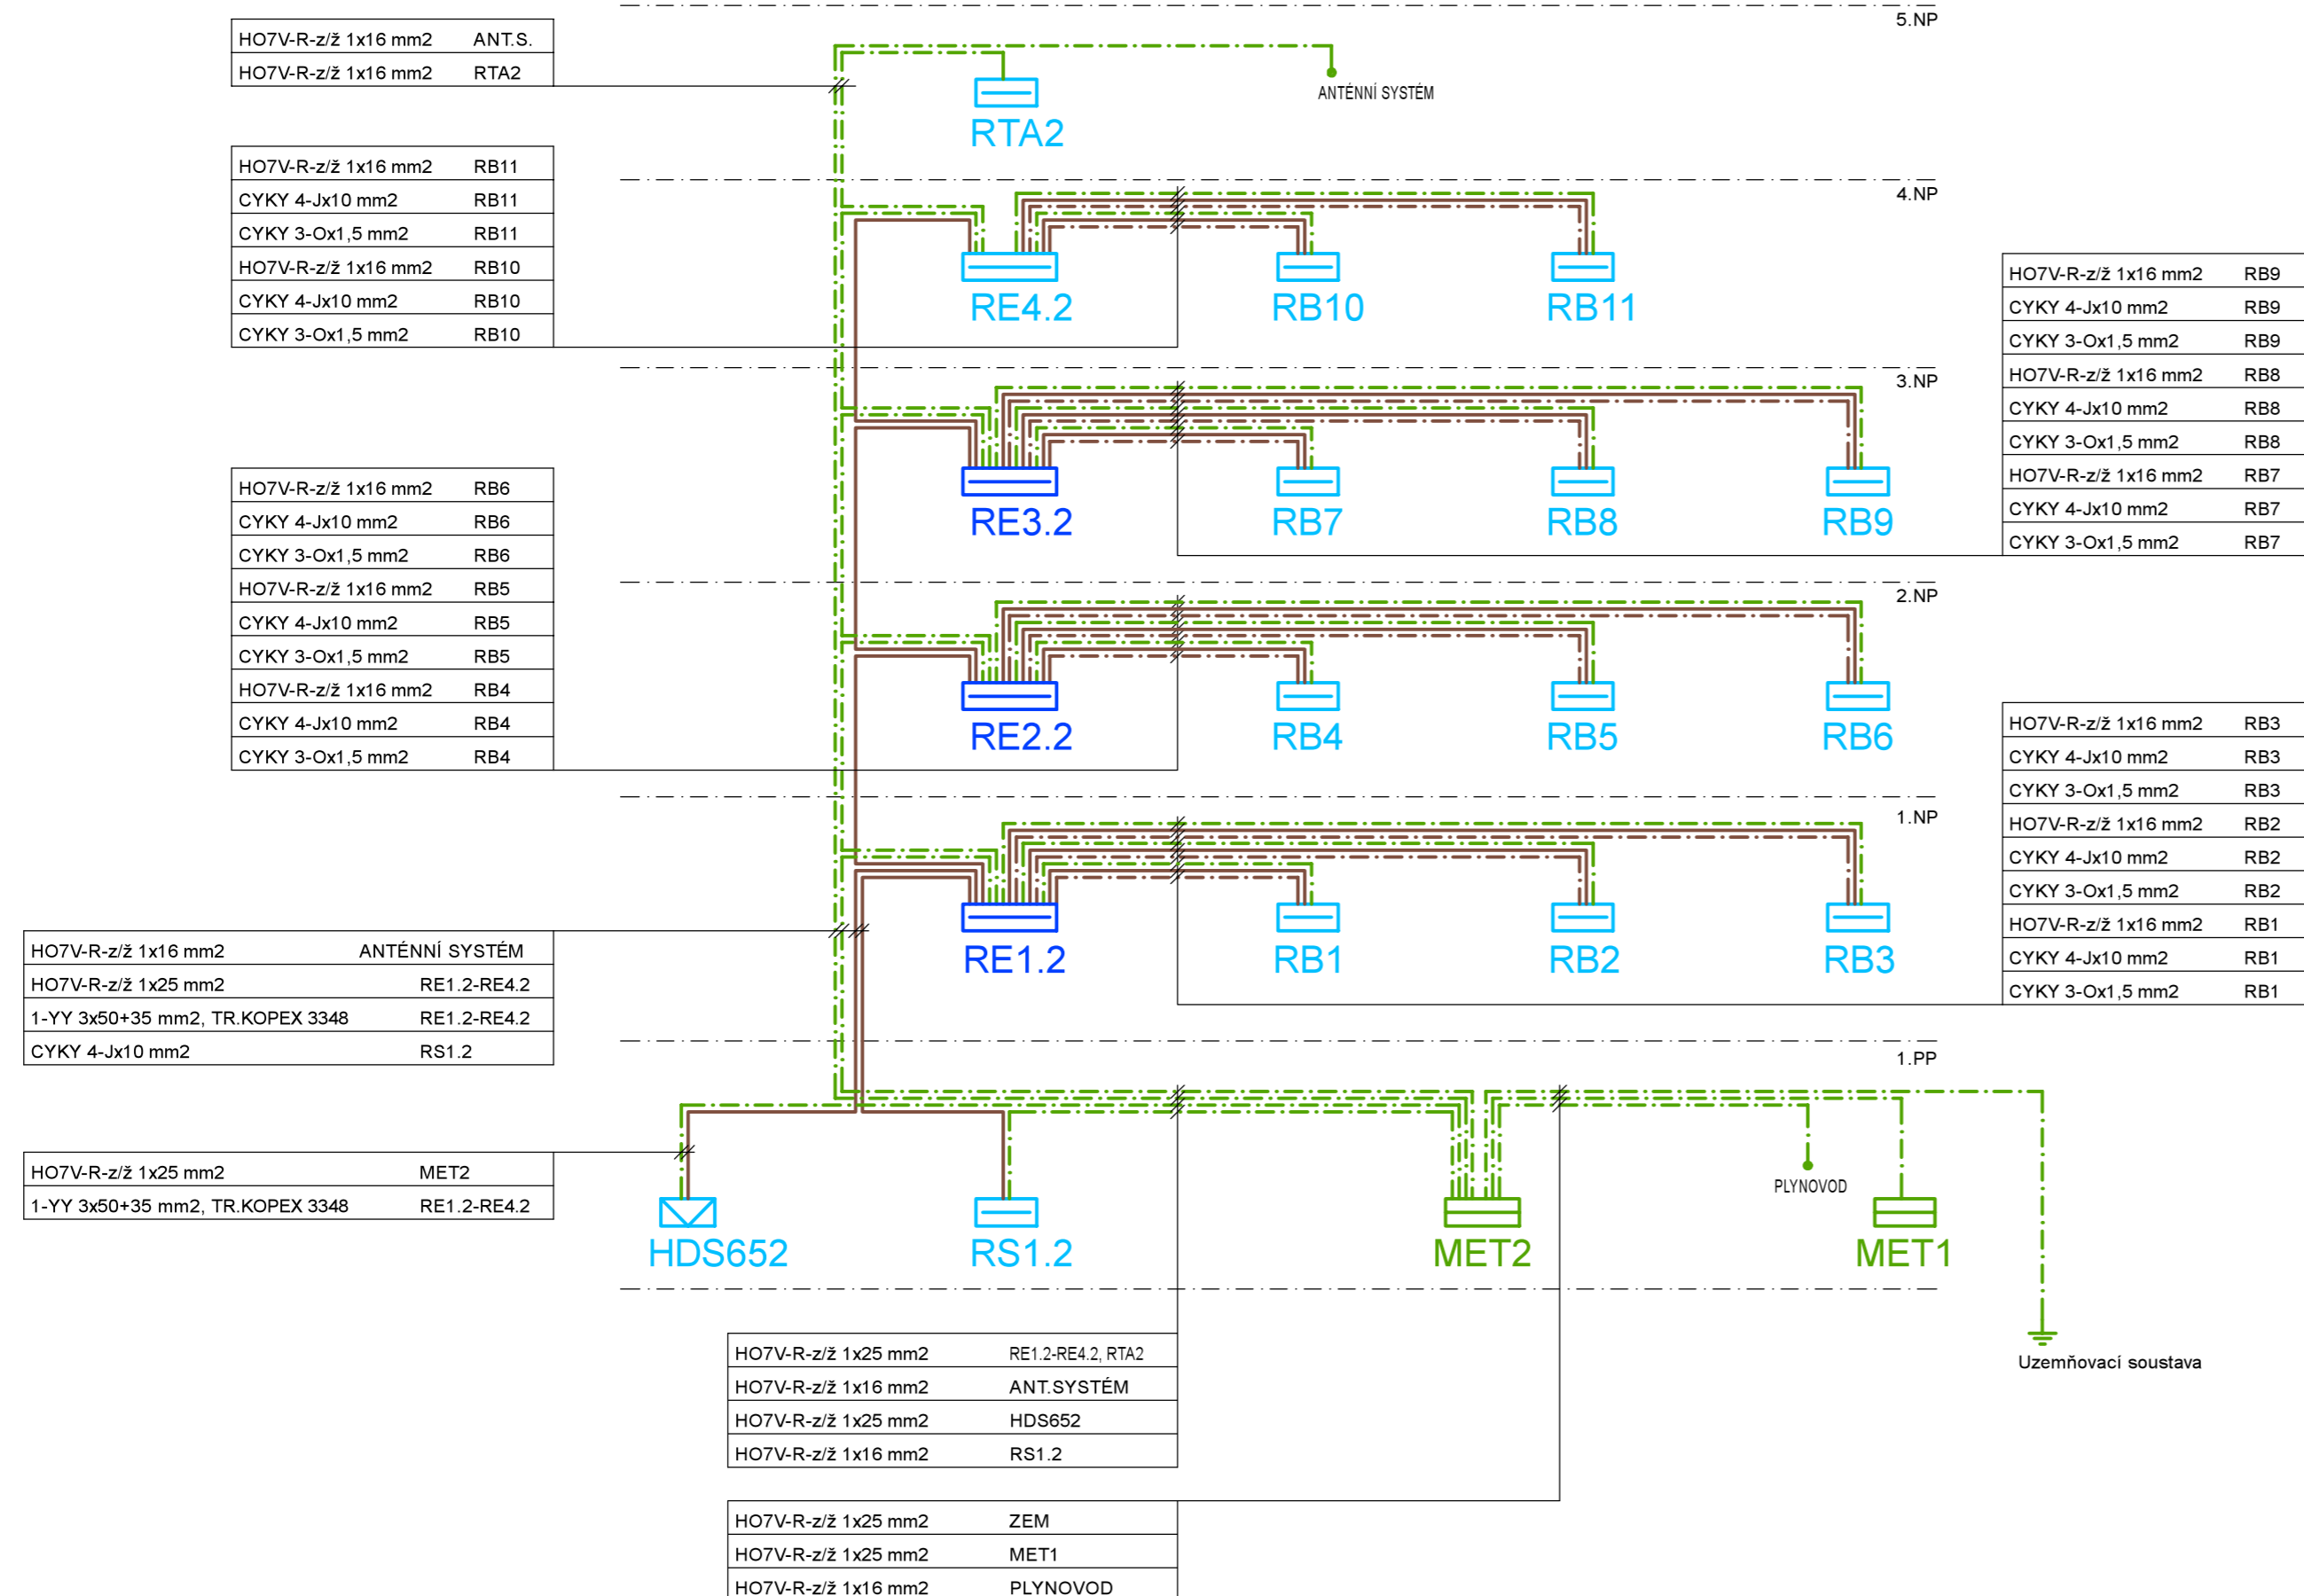 5.NP
HO7V-R-z/ž 1x16 mm2 ANT.S.
HO7V-R-z/ž 1x16 mm2 RTA2
ANTÉNNÍ SYSTÉM
RTA2
HO7V-R-z/ž 1x16 mm2 RB11
CYKY 4-Jx10 mm2 RB11
CYKY 3-Ox1,5 mm2 RB11
HO7V-R-z/ž 1x16 mm2 RB10
CYKY 4-Jx10 mm2 RB10
CYKY 3-Ox1,5 mm2 RB10
4.NP
RE4.2 RB10 RB11
HO7V-R-z/ž 1x16 mm2 RB9
CYKY 4-Jx10 mm2 RB9
CYKY 3-Ox1,5 mm2 RB9
HO7V-R-z/ž 1x16 mm2 RB8
CYKY 4-Jx10 mm2 RB8
CYKY 3-Ox1,5 mm2 RB8
HO7V-R-z/ž 1x16 mm2 RB7
CYKY 4-Jx10 mm2 RB7
CYKY 3-Ox1,5 mm2 RB7
3.NP
RE3.2 RB7 RB8 RB9
HO7V-R-z/ž 1x16 mm2 RB6
CYKY 4-Jx10 mm2 RB6
CYKY 3-Ox1,5 mm2 RB6
HO7V-R-z/ž 1x16 mm2 RB5
CYKY 4-Jx10 mm2 RB5
CYKY 3-Ox1,5 mm2 RB5
HO7V-R-z/ž 1x16 mm2 RB4
CYKY 4-Jx10 mm2 RB4
CYKY 3-Ox1,5 mm2 RB4
2.NP
RE2.2 RB4 RB5 RB6
HO7V-R-z/ž 1x16 mm2 RB3
CYKY 4-Jx10 mm2 RB3
CYKY 3-Ox1,5 mm2 RB3
HO7V-R-z/ž 1x16 mm2 RB2
CYKY 4-Jx10 mm2 RB2
CYKY 3-Ox1,5 mm2 RB2
HO7V-R-z/ž 1x16 mm2 RB1
CYKY 4-Jx10 mm2 RB1
CYKY 3-Ox1,5 mm2 RB1
1.NP
RE1.2 RB1 RB2 RB3
HO7V-R-z/ž 1x16 mm2 ANTÉNNÍ SYSTÉM
HO7V-R-z/ž 1x25 mm2 RE1.2-RE4.2
1-YY 3x50+35 mm2, TR.KOPEX 3348 RE1.2-RE4.2
CYKY 4-Jx10 mm2 RS1.2
1.PP
HO7V-R-z/ž 1x25 mm2 MET2
1-YY 3x50+35 mm2, TR.KOPEX 3348 RE1.2-RE4.2
PLYNOVOD
HDS652 RS1.2 MET2 MET1
HO7V-R-z/ž 1x25 mm2 RE1.2-RE4.2, RTA2
HO7V-R-z/ž 1x16 mm2 ANT.SYSTÉM
HO7V-R-z/ž 1x25 mm2 HDS652
HO7V-R-z/ž 1x16 mm2 RS1.2
Uzemňovací soustava
HO7V-R-z/ž 1x25 mm2 ZEM
HO7V-R-z/ž 1x25 mm2 MET1
HO7V-R-z/ž 1x16 mm2 PLYNOVOD